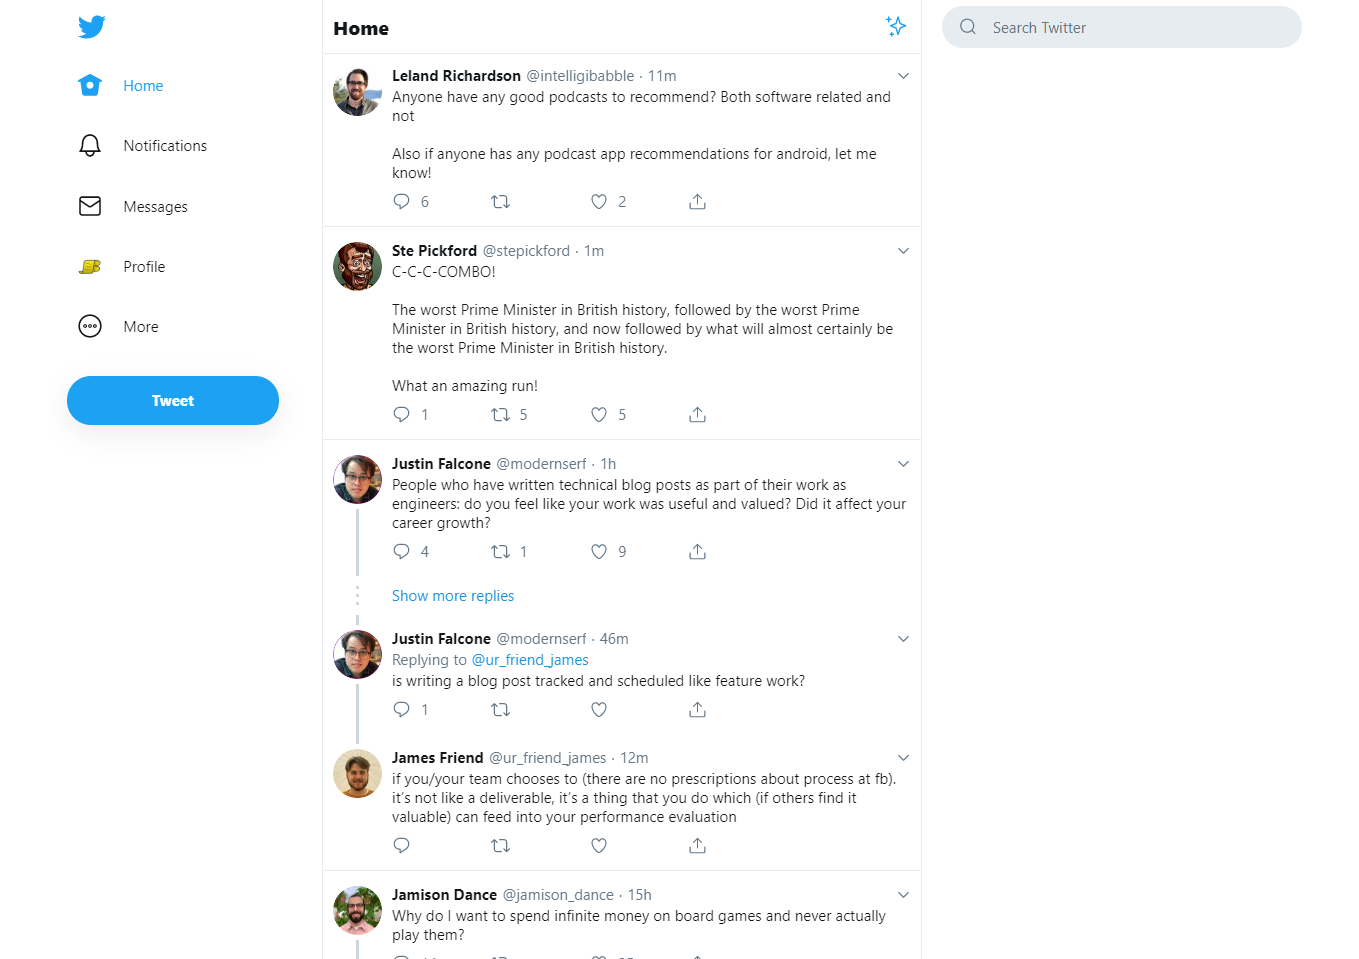 Home
Notifications
Messages
Profile
More
Tweet
Home
Search Twitter
Leland Richardson @intelligibabble · 11m
Anyone have any good podcasts to recommend? Both software related and
not
Also if anyone has any podcast app recommendations for android, let me
know!
6 2
Ste Pickford @stepickford · 1m
C-C-C-COMBO!
The worst Prime Minister in British history, followed by the worst Prime
Minister in British history, and now followed by what will almost certainly be
the worst Prime Minister in British history.
What an amazing run!
1 5 5
Justin Falcone @modernserf · 1h
People who have written technical blog posts as part of their work as
engineers: do you feel like your work was useful and valued? Did it affect your
career growth?
4 1 9
Show more replies
Justin Falcone @modernserf · 46m
Replying to @ur_friend_james
is writing a blog post tracked and scheduled like feature work?
1
James Friend @ur_friend_james · 12m
if you/your team chooses to (there are no prescriptions about process at fb).
it's not like a deliverable, it's a thing that you do which (if others find it
valuable) can feed into your performance evaluation
Jamison Dance @jamison_dance · 15h
Why do I want to spend infinite money on board games and never actually
play them?